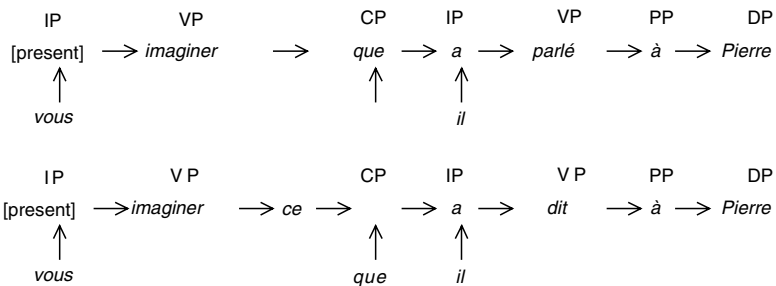 IP VP CP IP VP PP DP
[present] → imaginer → que → a → parlé → à → Pierre
vous il
IP VP CP IP VP PP DP
[present] → imaginer → ce → → a → dit → à → Pierre
vous que il